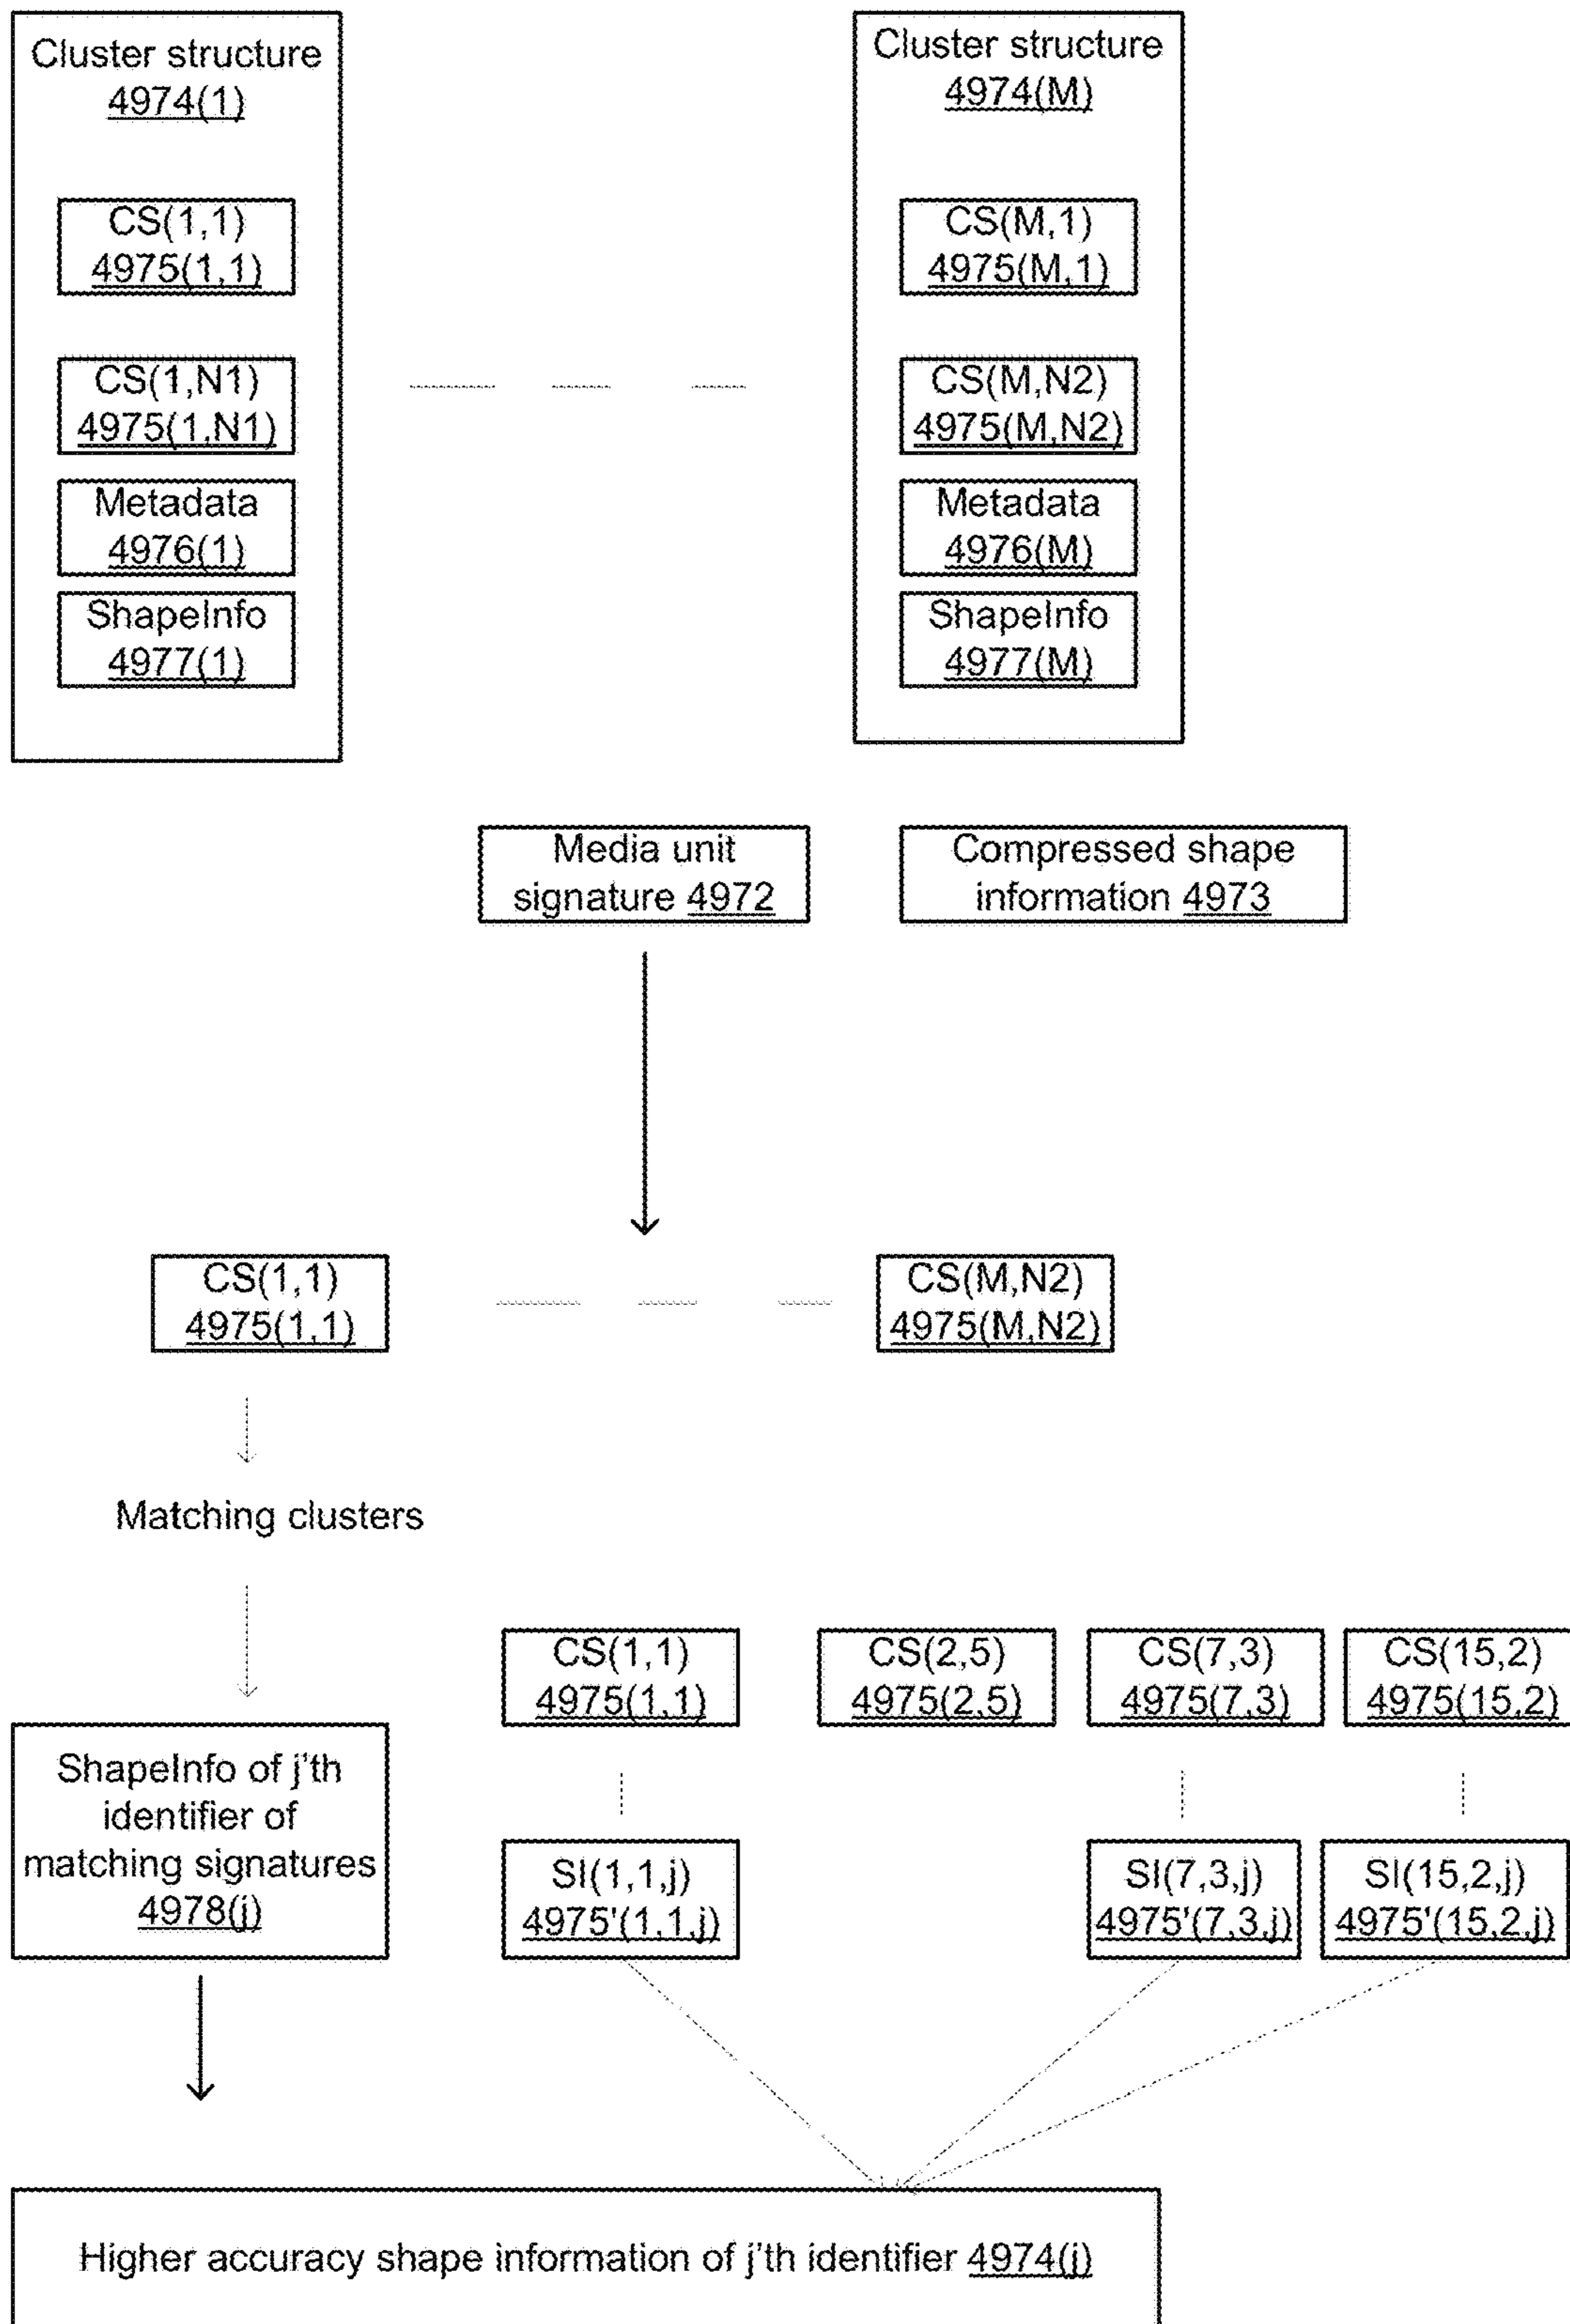 Cluster structure
4974(1)
CS(1,1)
4975(1,1)
CS(1,N1)
4975(1,N1)
Metadata
4976(1)
ShapeInfo
4977(1)
Cluster structure
4974(M)
CS(M,1)
4975(M,1)
CS(M,N2)
4975(M,N2)
Metadata
4976(M)
ShapeInfo
4977(M)
Media unit
signature 4972
Compressed shape
information 4973
CS(1,1)
4975(1,1)
CS(M,N2)
4975(M,N2)
Matching clusters
CS(1,1)
4975(1,1)
CS(2,5)
4975(2,5)
CS(7,3)
4975(7,3)
CS(15,2)
4975(15,2)
ShapeInfo of j'th
identifier of
matching signatures
4978(j)
SI(1,1,j)
4975'(1,1,j)
SI(7,3,j)
4975'(7,3,j)
SI(15,2,j)
4975'(15,2,j)
Higher accuracy shape information of j'th identifier 4974(j)